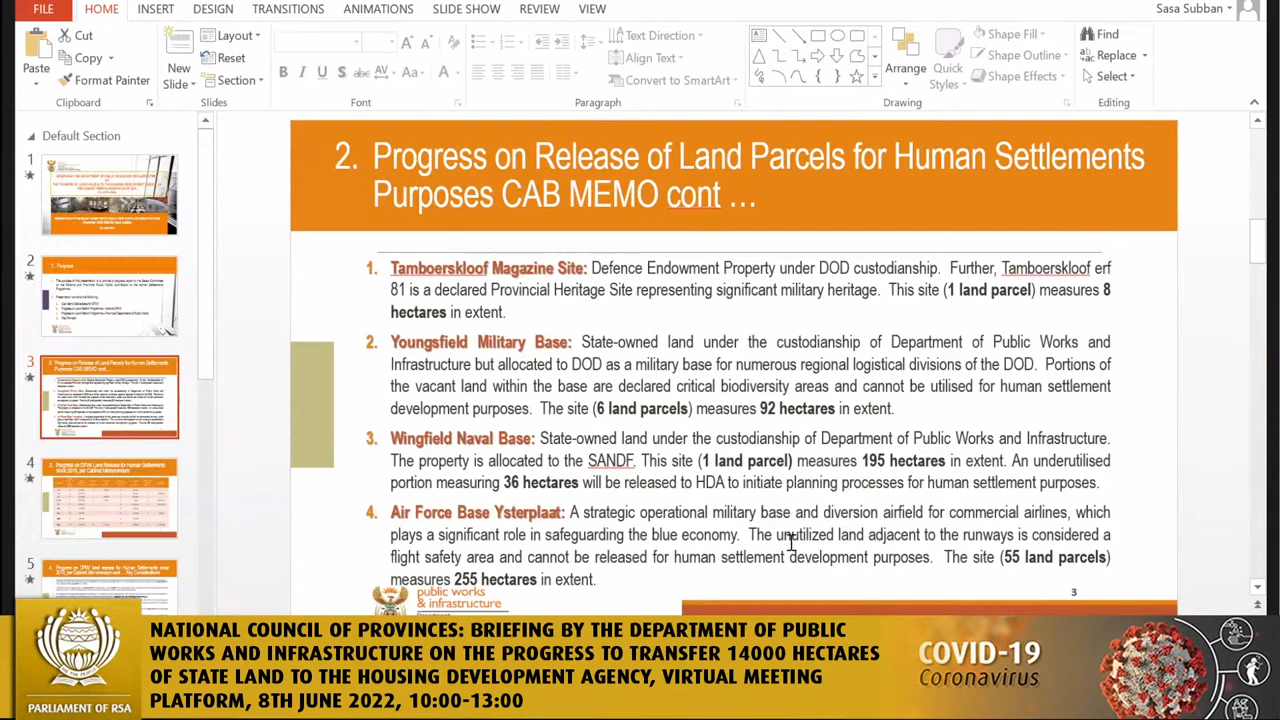 FILE HOME INSERT DESIGN TRANSITIONS ANIMATIONS SLIDE SHOW REVIEW VIEW Sasa Subban
Cut
Copy
Format Painter
Paste
Clipboard
New
Slide
Layout
Reset
Section
Slides
B I U S abc AV Aa A
Font
Text Direction
Align Text
Convert to SmartArt
Paragraph
Arrange
Quick
Styles
Shape Fill
Shape Outline
Shape Effects
Drawing
Find
Replace
Select
Editing
Default Section
1
2
3
4
5
2. Progress on Release of Land Parcels for Human Settlements
Purposes CAB MEMO cont …
1. Tamboerskloof Magazine Site: Defence Endowment Property under DOD custodianship. Further, Tamboerskloof erf
81 is a declared Provincial Heritage Site representing significant military heritage. This site (1 land parcel) measures 8
hectares in extent.
2. Youngsfield Military Base: State-owned land under the custodianship of Department of Public Works and
Infrastructure but allocated to DOD as a military base for numerous regional logistical divisions of the DOD. Portions of
the vacant land within the base are declared critical biodiversity areas and cannot be used for human settlement
development purposes. The site (6 land parcels) measures extent.
3. Wingfield Naval Base: State-owned land under the custodianship of Department of Public Works and Infrastructure.
The property is allocated to the SANDF. This site (1 land parcel) measures 195 hectares in extent. An underutilised
portion measuring 36 hectares will be released to HDA to initiate planning processes for human settlement purposes.
4. Air Force Base Ysterplaat: A strategic operational military base and diversion airfield for commercial airlines, which
plays a significant role in safeguarding the blue economy. The unutilized land adjacent to the runways is considered a
flight safety area and cannot be released for human settlement development purposes. The site (55 land parcels)
measures 255 hectares in extent.
public works
& infrastructure
3
PARLIAMENT OF RSA
NATIONAL COUNCIL OF PROVINCES: BRIEFING BY THE DEPARTMENT OF PUBLIC
WORKS AND INFRASTRUCTURE ON THE PROGRESS TO TRANSFER 14000 HECTARES
OF STATE LAND TO THE HOUSING DEVELOPMENT AGENCY, VIRTUAL MEETING
PLATFORM, 8TH JUNE 2022, 10:00-13:00
COVID-19
Coronavirus